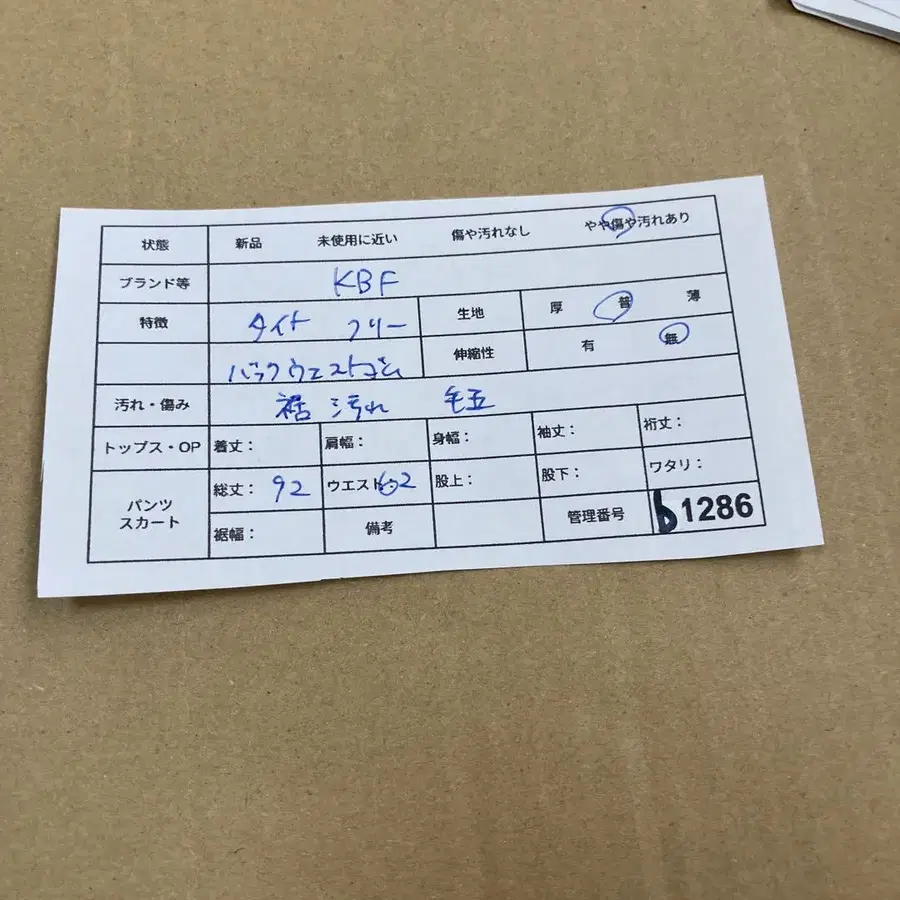 状態 新品 未使用に近い 傷や汚れなし やや傷や汚れあり
ブランド等 KBF
特徴 タイト フリー 生地 厚 普 薄
バックウエストゴム 伸縮性 有 無
汚れ・傷み 裾 汚れ 毛玉
トップス・OP 着丈: 肩幅: 身幅: 袖丈: 裄丈:
パンツ スカート 総丈: 92 ウエスト: 62 股上: 股下: ワタリ:
裾幅: 備考 管理番号 b1286